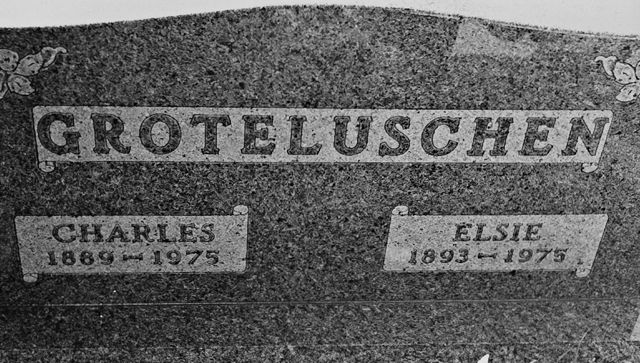 GROTELUSCHEN
CHARLES
1889 - 1975
ELSIE
1893 - 1975